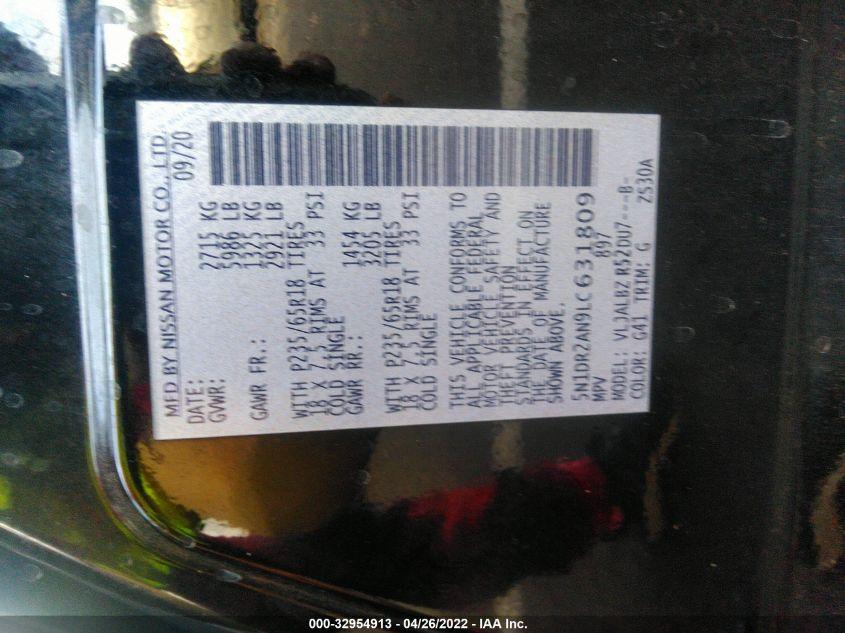 MFD BY NISSAN MOTOR CO., LTD.
DATE: 09/20
GVWR: 2715 KG
5986 LB
GAWR FR.: 1325 KG
2921 LB
WITH P235/65R18 TIRES
18 X 7.5 RIMS AT 33 PSI
COLD SINGLE
GAWR RR.: 1454 KG
3205 LB
WITH P235/65R18 TIRES
18 X 7.5 RIMS AT 33 PSI
COLD SINGLE
THIS VEHICLE CONFORMS TO
ALL APPLICABLE FEDERAL
MOTOR VEHICLE SAFETY AND
THEFT PREVENTION
STANDARDS IN EFFECT ON
THE DATE OF MANUFACTURE
SHOWN ABOVE.
5N1DR2AN9LC631809
MPV 897
MODEL: VLJALBZ R52DU7---B-
COLOR: G41 TRIM: G ZS30A
000-32954913 - 04/26/2022 - IAA Inc.